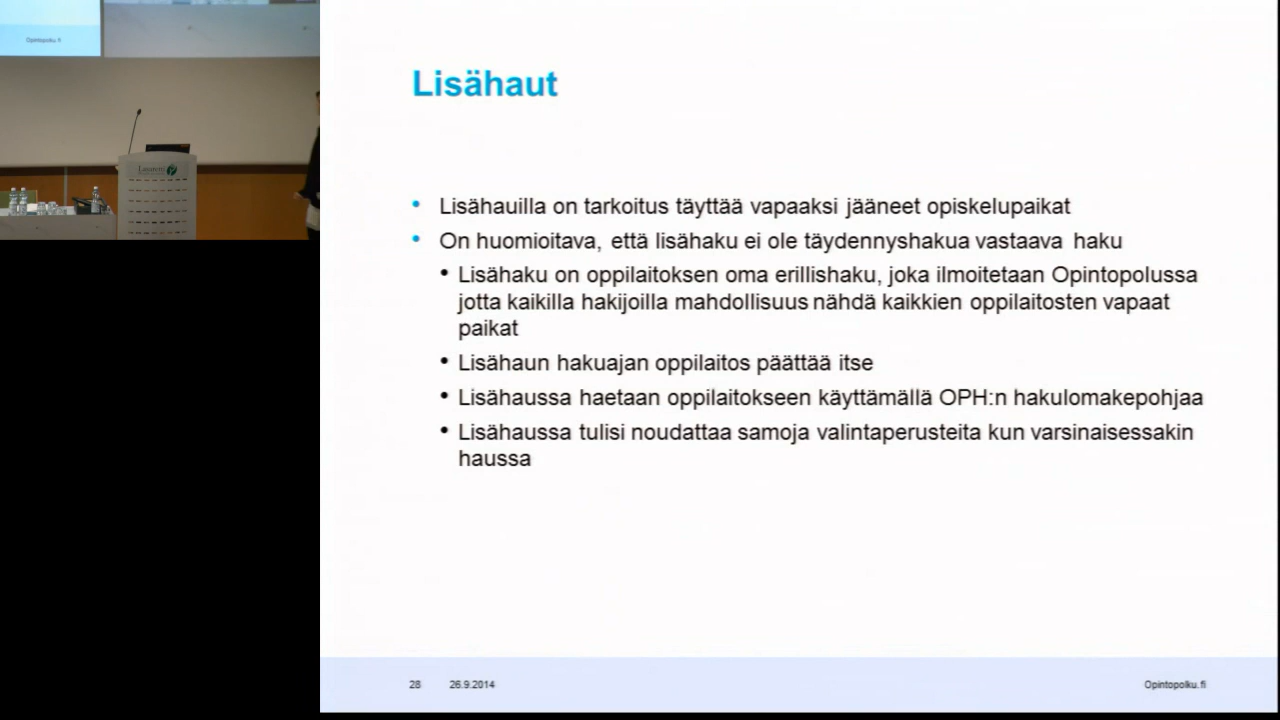 Opintopolku.fi
Lisähaut
Lisähauilla on tarkoitus täyttää vapaaksi jääneet opiskelupaikat
On huomioitava, että lisähaku ei ole täydennyshakua vastaava haku
Lisähaku on oppilaitoksen oma erillishaku, joka ilmoitetaan Opintopolussa
jotta kaikilla hakijoilla mahdollisuus nähdä kaikkien oppilaitosten vapaat
paikat
Lisähaun hakuajan oppilaitos päättää itse
Lisähaussa haetaan oppilaitokseen käyttämällä OPH:n hakulomakepohjaa
Lisähaussa tulisi noudattaa samoja valintaperusteita kun varsinaisessakin
haussa
28 26.9.2014 Opintopolku.fi